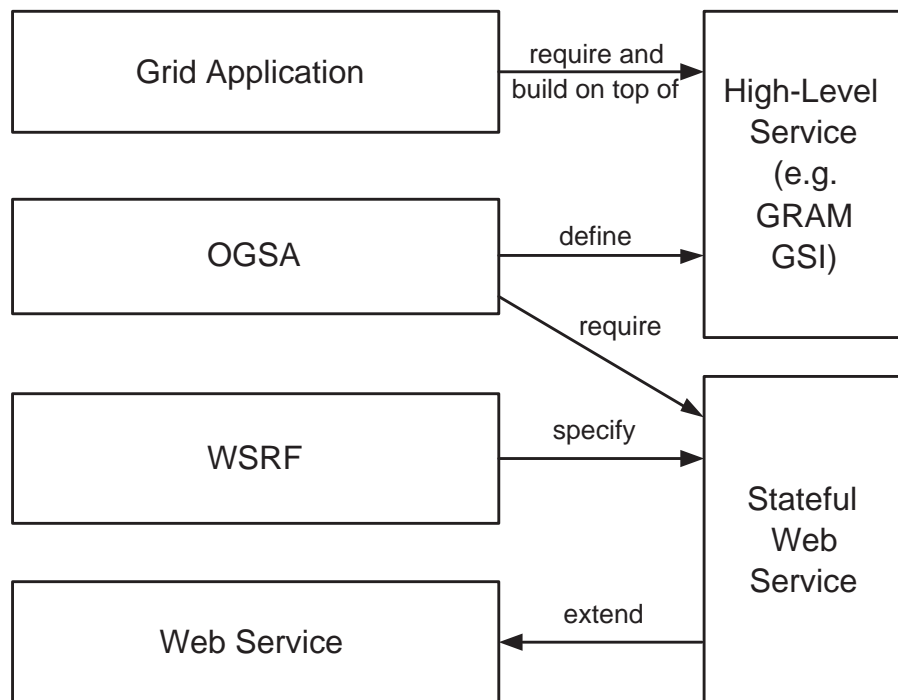 Grid Application
require and
build on top of
High-Level
Service
(e.g.
GRAM
GSI)
OGSA
define
require
WSRF
specify
Stateful
Web
Service
Web Service
extend